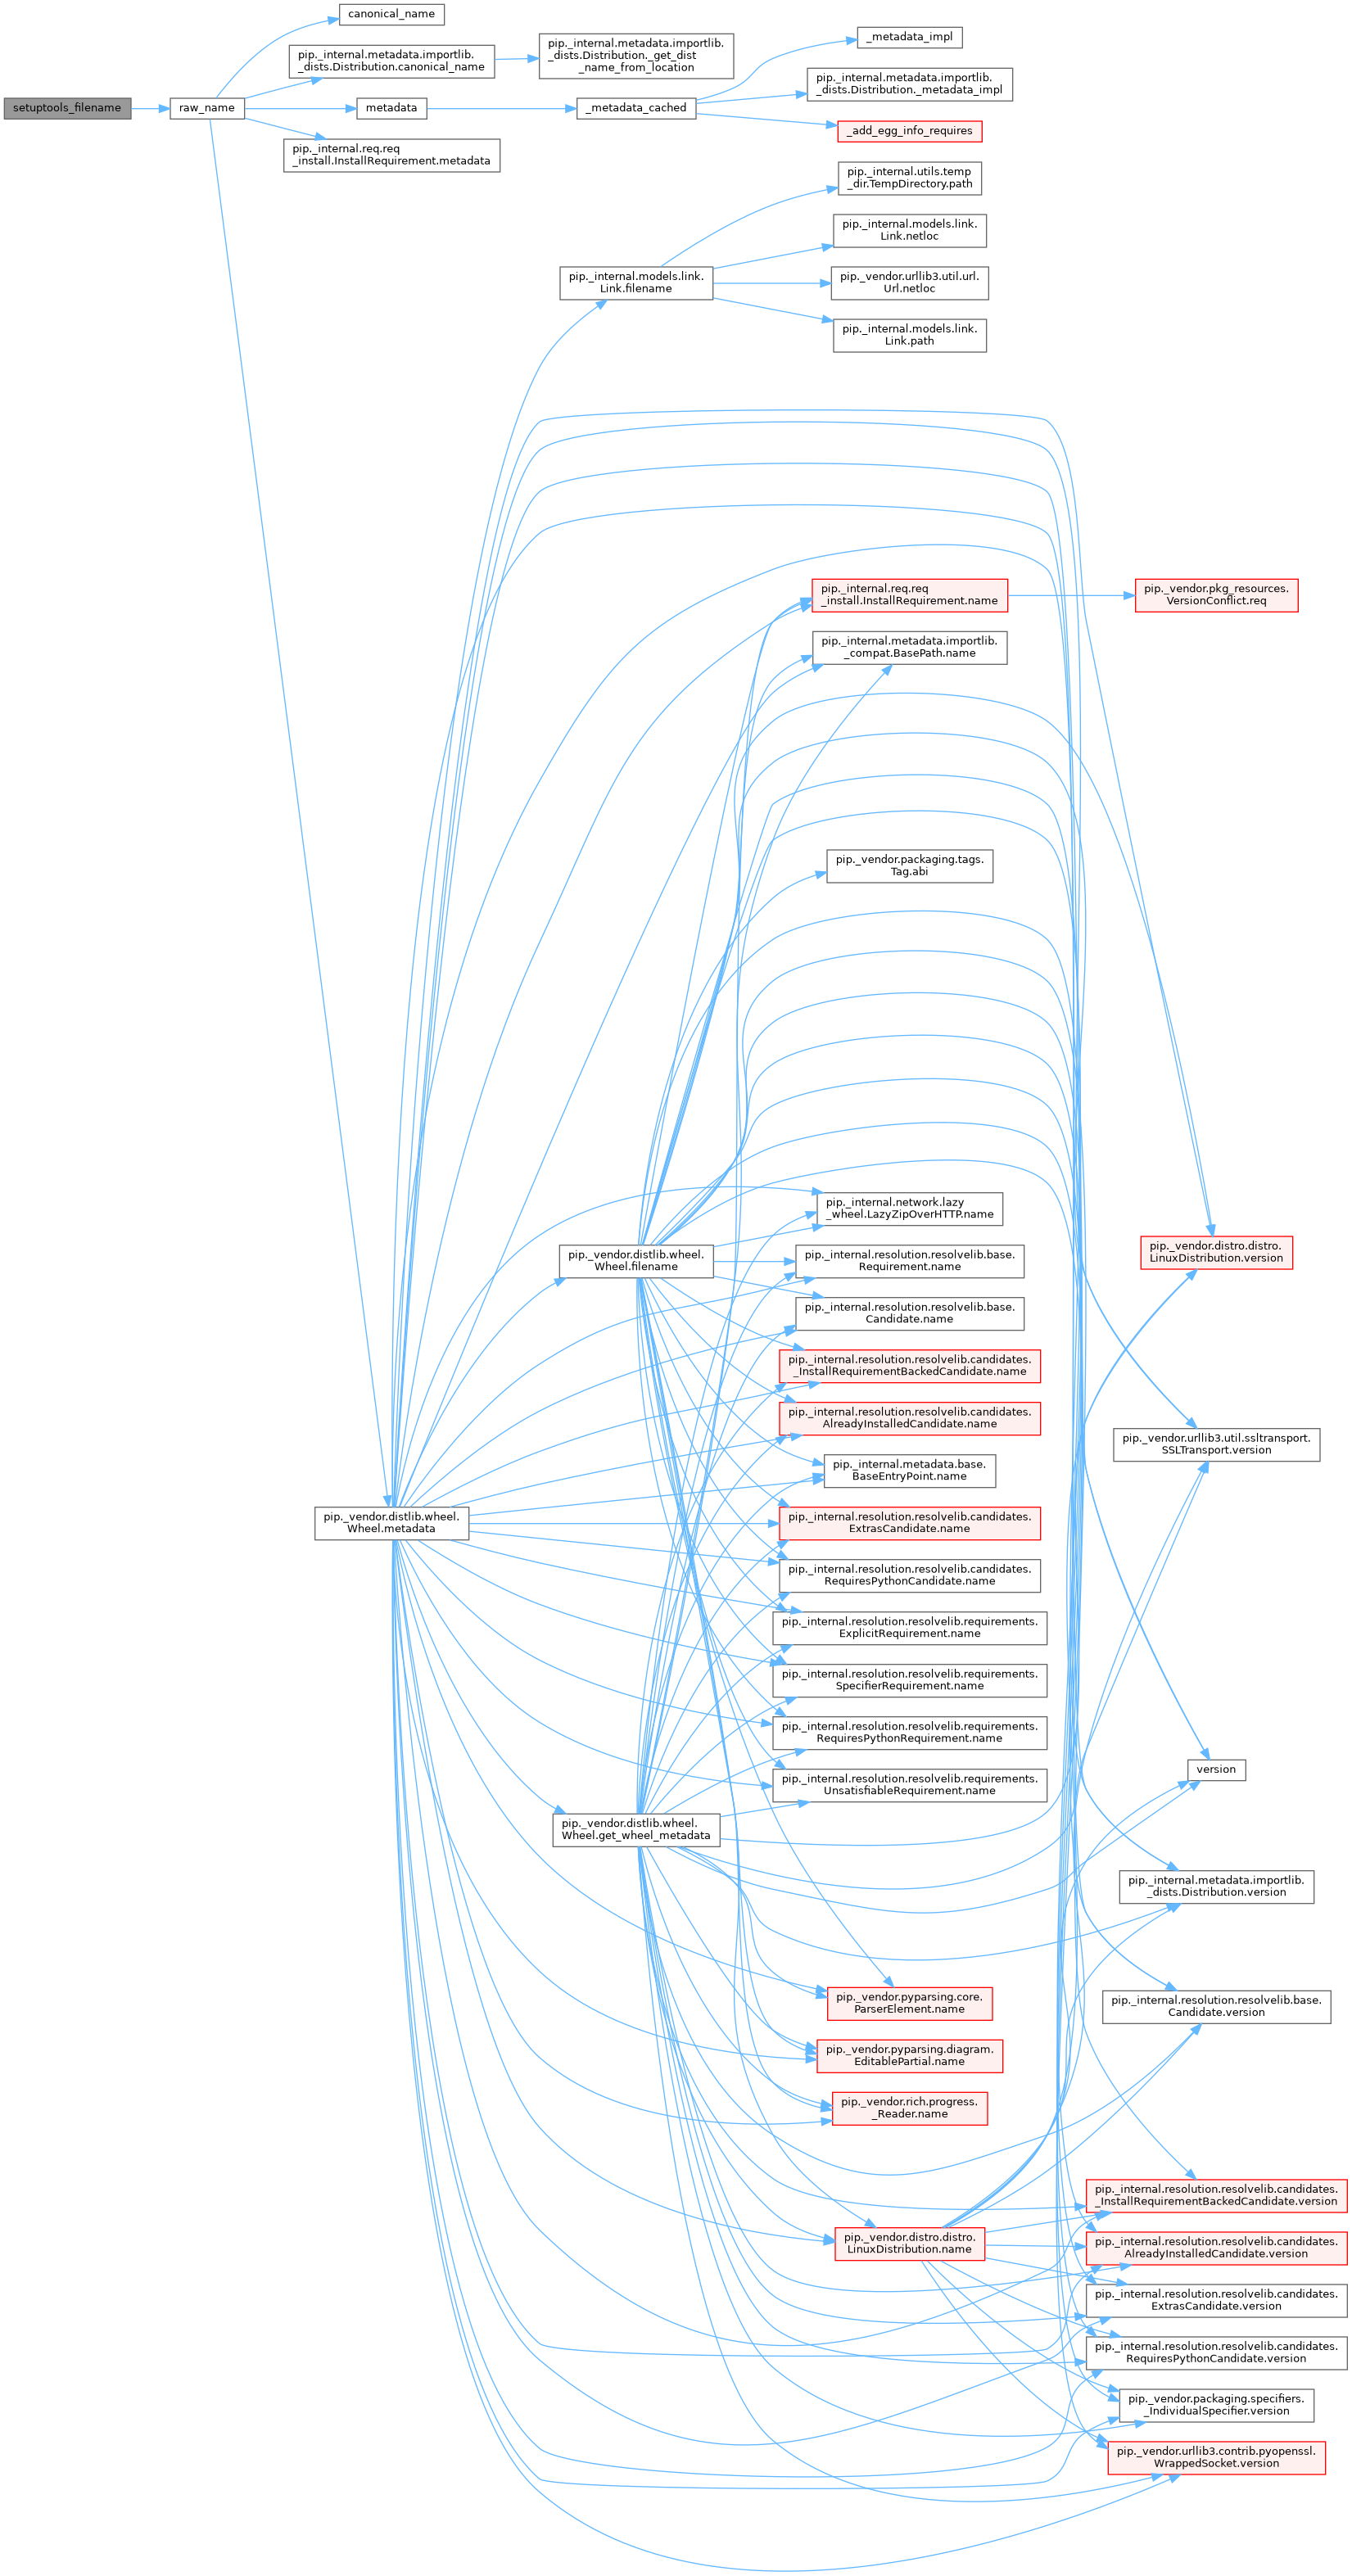 canonical_name
pip._internal.metadata.importlib.
_dists.Distribution.canonical_name
pip._internal.metadata.importlib.
_dists.Distribution._get_dist
_name_from_location
_metadata_impl
pip._internal.metadata.importlib.
_dists.Distribution._metadata_impl
setuptools_filename
raw_name
metadata
_metadata_cached
_add_egg_info_requires
pip._internal.req.req
_install.InstallRequirement.metadata
pip._internal.utils.temp
_dir.TempDirectory.path
pip._internal.models.link.
Link.netloc
pip._internal.models.link.
Link.filename
pip._vendor.urllib3.util.url.
Url.netloc
pip._internal.models.link.
Link.path
pip._internal.req.req
_install.InstallRequirement.name
pip._vendor.pkg_resources.
VersionConflict.req
pip._internal.metadata.importlib.
_compat.BasePath.name
pip._vendor.packaging.tags.
Tag.abi
pip._internal.network.lazy
_wheel.LazyZipOverHTTP.name
pip._vendor.distro.distro.
LinuxDistribution.version
pip._vendor.distlib.wheel.
Wheel.filename
pip._internal.resolution.resolvelib.base.
Requirement.name
pip._internal.resolution.resolvelib.base.
Candidate.name
pip._internal.resolution.resolvelib.candidates.
_InstallRequirementBackedCandidate.name
pip._internal.resolution.resolvelib.candidates.
AlreadyInstalledCandidate.name
pip._vendor.urllib3.util.ssltransport.
SSLTransport.version
pip._internal.metadata.base.
BaseEntryPoint.name
pip._vendor.distlib.wheel.
Wheel.metadata
pip._internal.resolution.resolvelib.candidates.
ExtrasCandidate.name
pip._internal.resolution.resolvelib.candidates.
RequiresPythonCandidate.name
pip._internal.resolution.resolvelib.requirements.
ExplicitRequirement.name
pip._internal.resolution.resolvelib.requirements.
SpecifierRequirement.name
pip._internal.resolution.resolvelib.requirements.
RequiresPythonRequirement.name
version
pip._internal.resolution.resolvelib.requirements.
UnsatisfiableRequirement.name
pip._vendor.distlib.wheel.
Wheel.get_wheel_metadata
pip._internal.metadata.importlib.
_dists.Distribution.version
pip._vendor.pyparsing.core.
ParserElement.name
pip._internal.resolution.resolvelib.base.
Candidate.version
pip._vendor.pyparsing.diagram.
EditablePartial.name
pip._vendor.rich.progress.
_Reader.name
pip._internal.resolution.resolvelib.candidates.
_InstallRequirementBackedCandidate.version
pip._vendor.distro.distro.
LinuxDistribution.name
pip._internal.resolution.resolvelib.candidates.
AlreadyInstalledCandidate.version
pip._internal.resolution.resolvelib.candidates.
ExtrasCandidate.version
pip._internal.resolution.resolvelib.candidates.
RequiresPythonCandidate.version
pip._vendor.packaging.specifiers.
_IndividualSpecifier.version
pip._vendor.urllib3.contrib.pyopenssl.
WrappedSocket.version